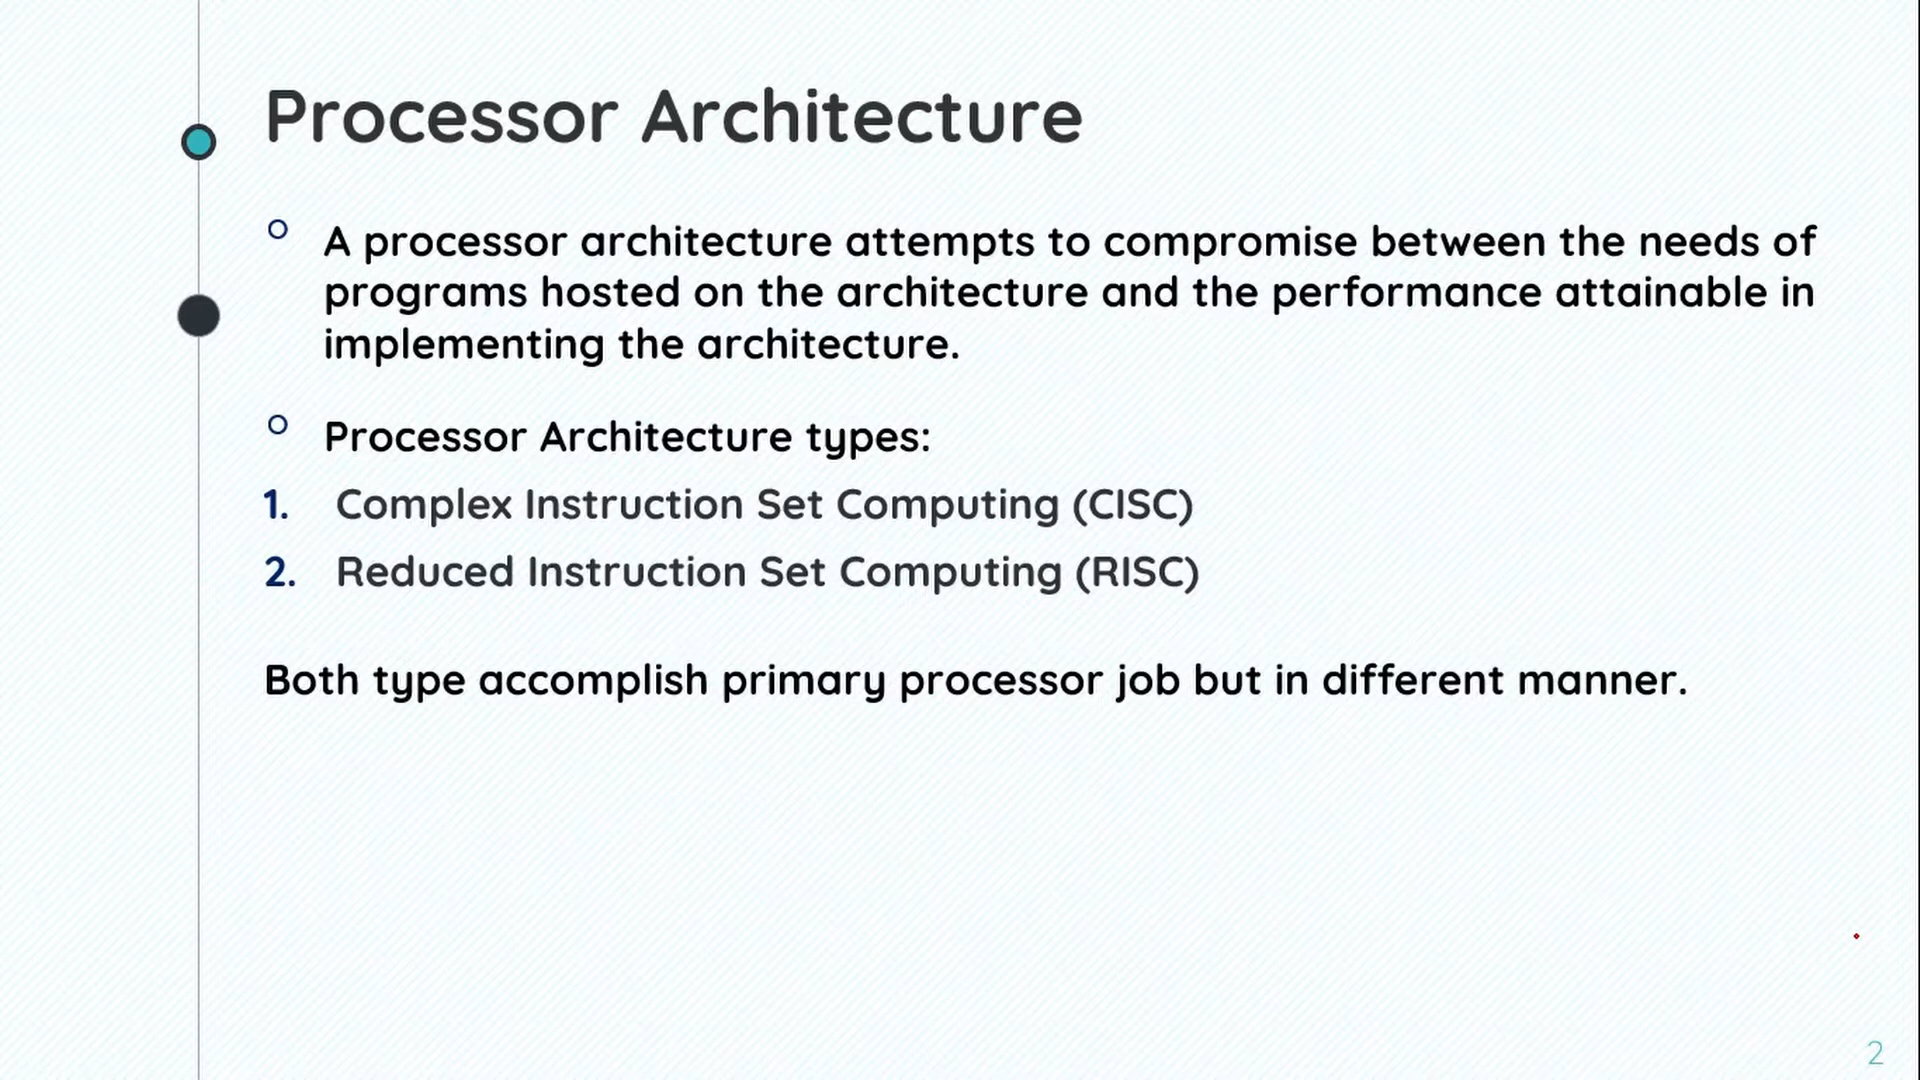 Processor Architecture
A processor architecture attempts to compromise between the needs of
programs hosted on the architecture and the performance attainable in
implementing the architecture.
Processor Architecture types:
1. Complex Instruction Set Computing (CISC)
2. Reduced Instruction Set Computing (RISC)
Both type accomplish primary processor job but in different manner.
2